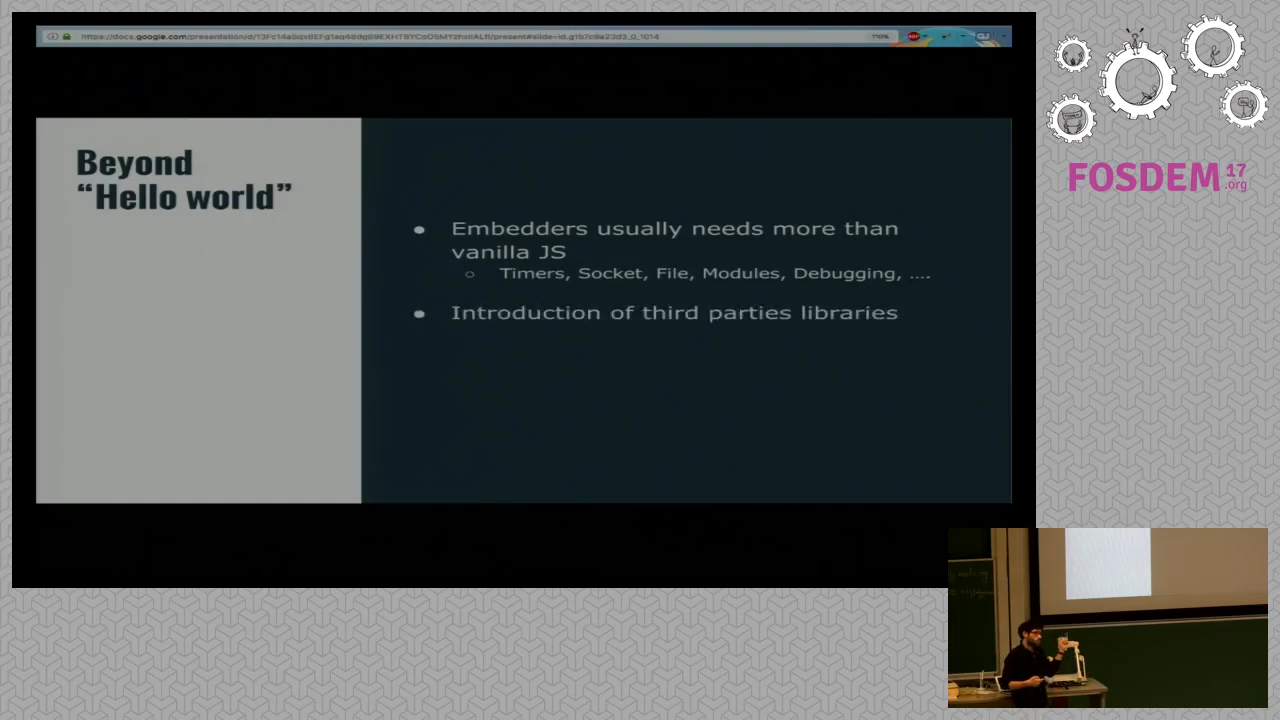 110%
Beyond
“Hello world”
● Embedders usually needs more than
vanilla JS
○ Timers, Socket, File, Modules, Debugging, ....
● Introduction of third parties libraries
FOSDEM 17
.org